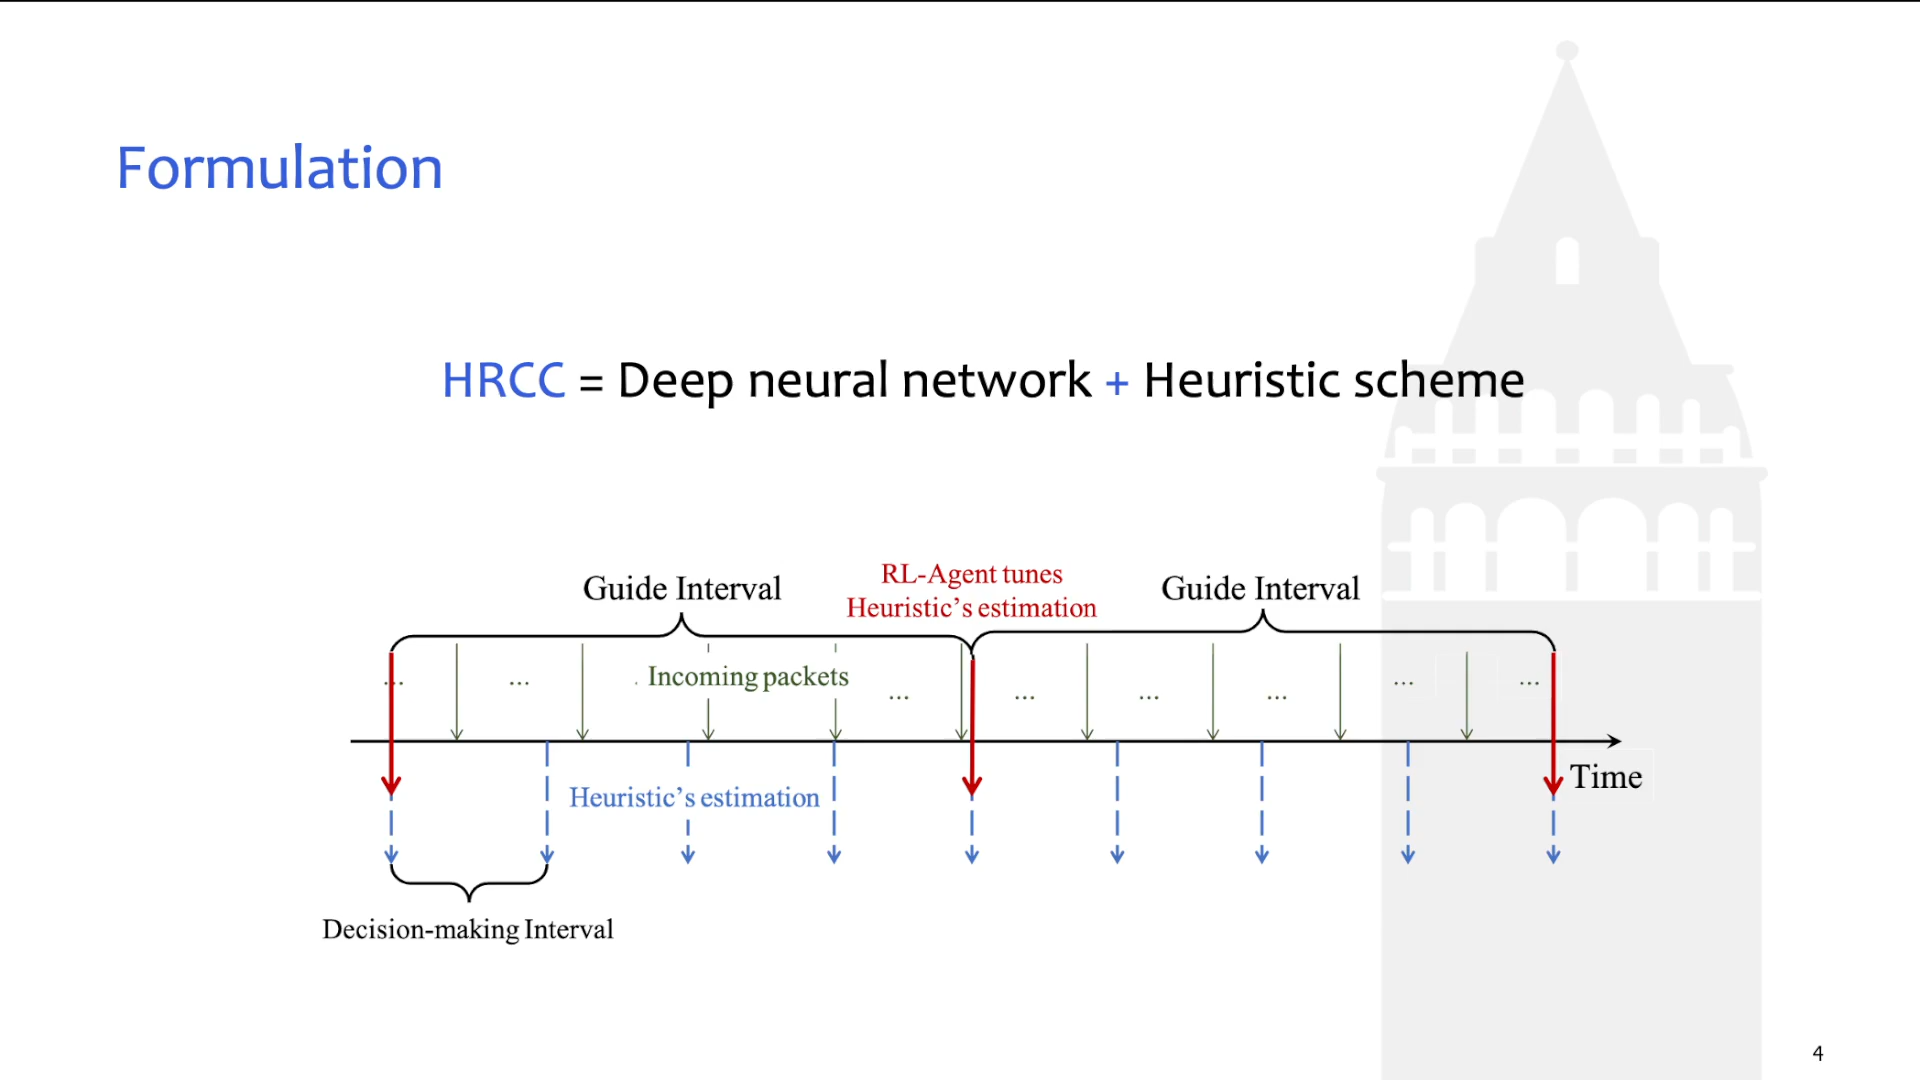 Formulation
HRCC = Deep neural network + Heuristic scheme
Guide Interval
RL-Agent tunes
Heuristic's estimation
Guide Interval
... ... . Incoming packets ... ... ... ... ... ...
Time
Heuristic's estimation
Decision-making Interval
4